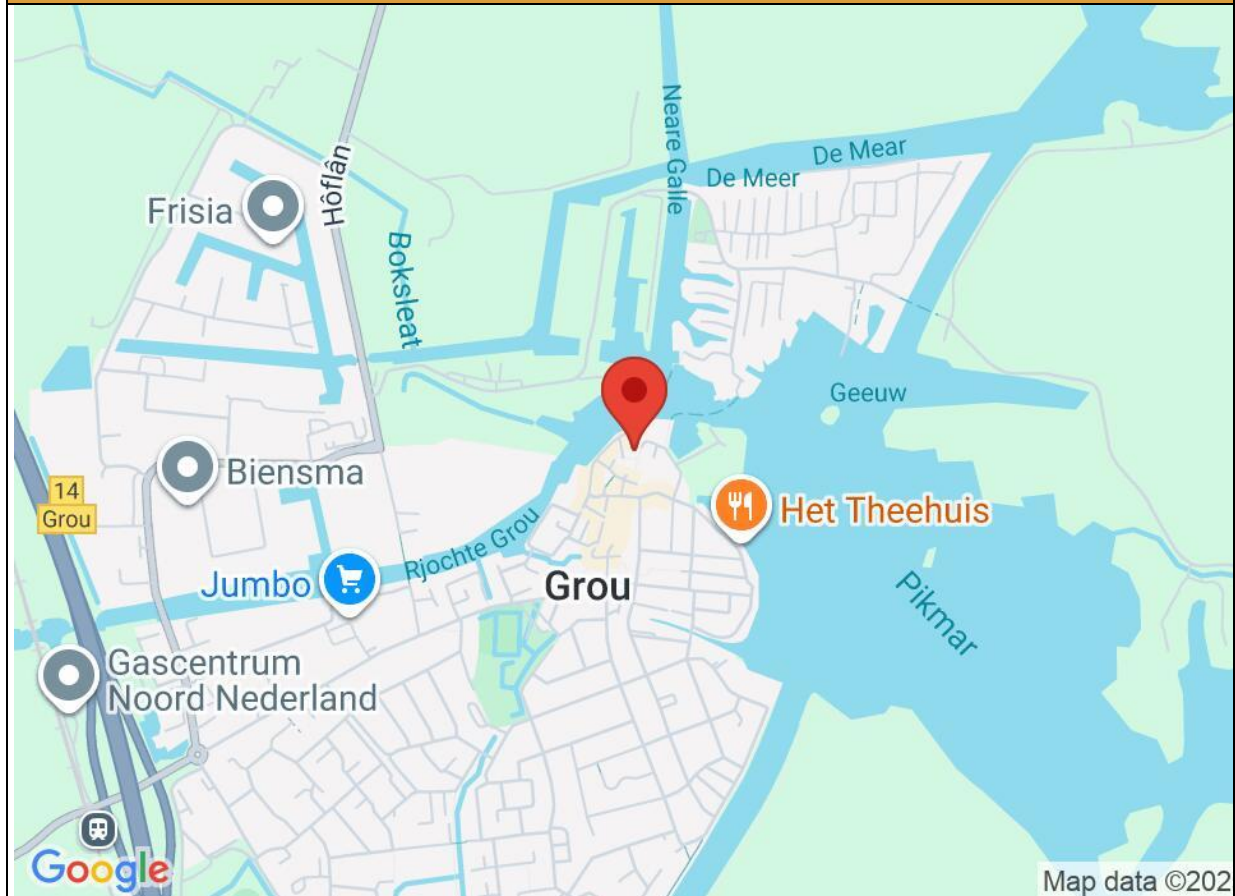 Neare Galle
De Mear
De Meer
Hôflân
Frisia
Boksleat
Geeuw
Biensma
14
Grou
Het Theehuis
Rjochte Grou
Jumbo
Grou
Pikmar
Gascentrum
Noord Nederland
Google
Map data ©202